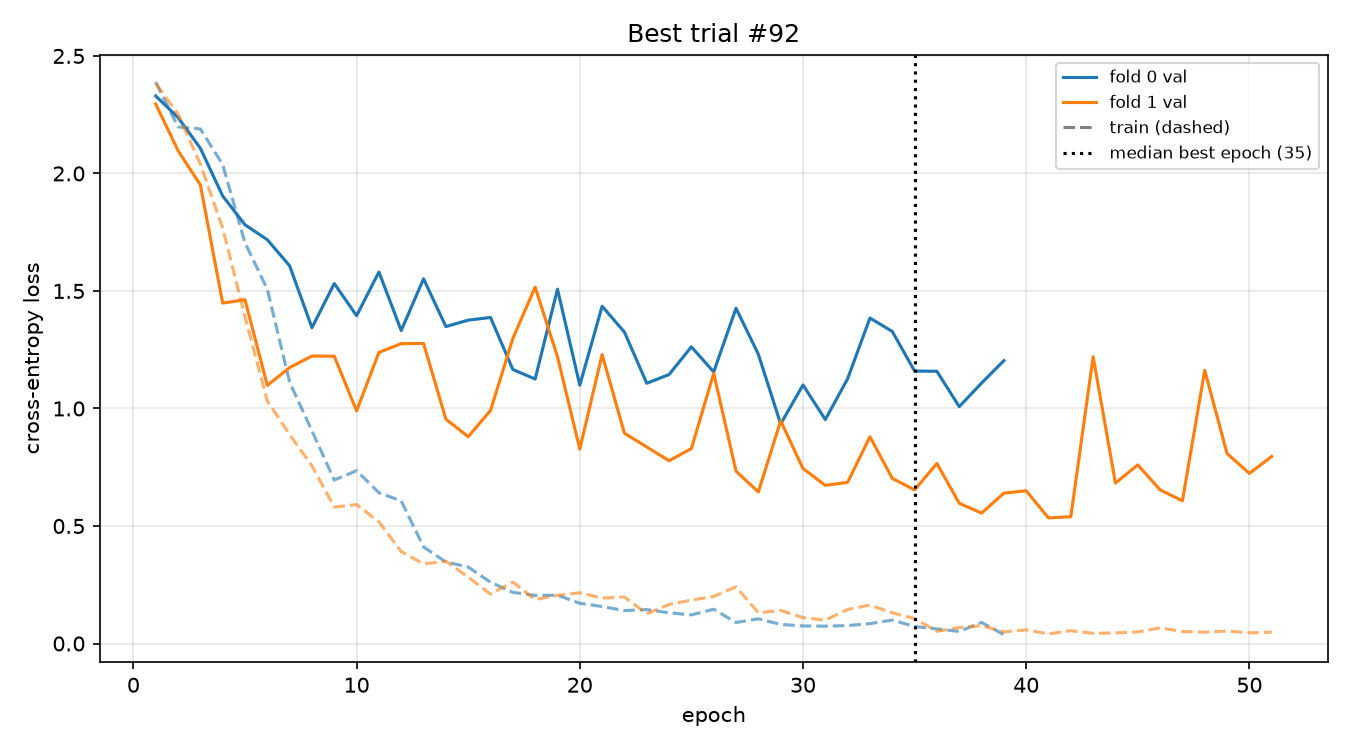 Best trial #92
2.5
2.0
1.5
1.0
0.5
0.0
cross-entropy loss
fold 0 val
fold 1 val
train (dashed)
median best epoch (35)
0 10 20 30 40 50
epoch